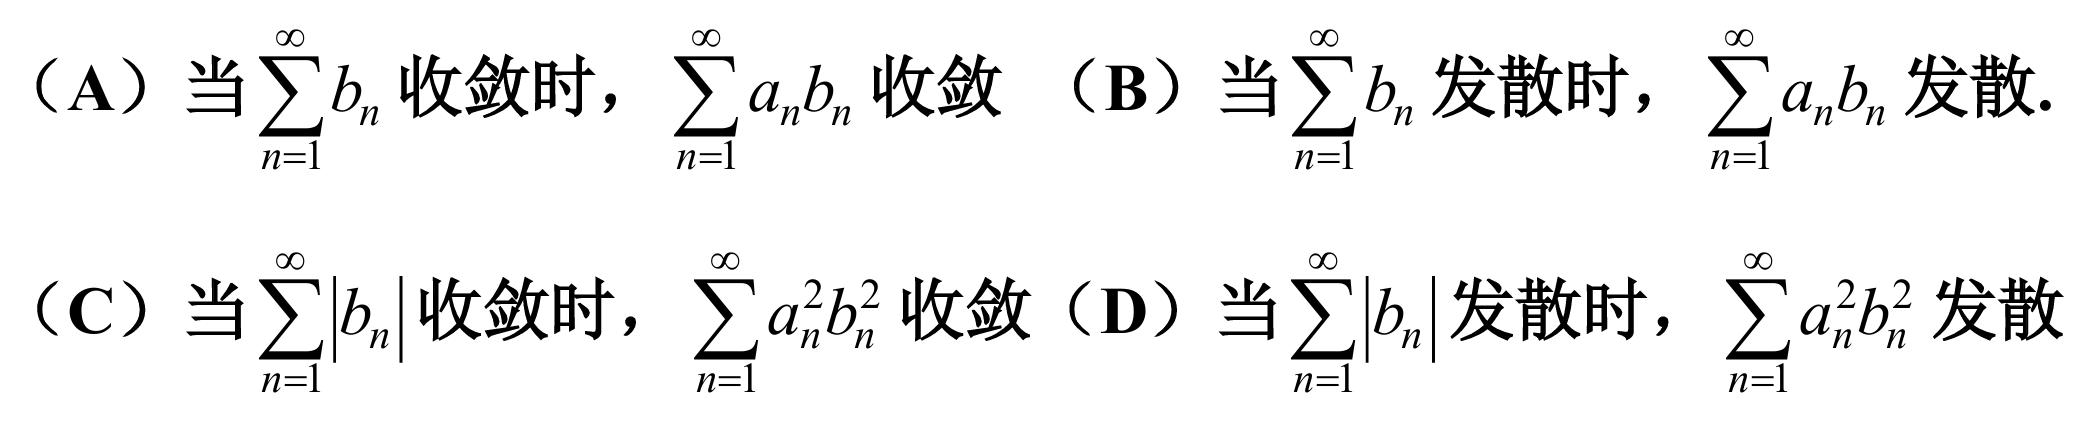 （A）当 $\sum_{n=1}^{\infty} b_n$ 收敛时， $\sum_{n=1}^{\infty} a_n b_n$ 收敛 （B）当 $\sum_{n=1}^{\infty} b_n$ 发散时， $\sum_{n=1}^{\infty} a_n b_n$ 发散.
（C）当 $\sum_{n=1}^{\infty} |b_n|$ 收敛时， $\sum_{n=1}^{\infty} a_n^2 b_n^2$ 收敛（D）当 $\sum_{n=1}^{\infty} |b_n|$ 发散时， $\sum_{n=1}^{\infty} a_n^2 b_n^2$ 发散